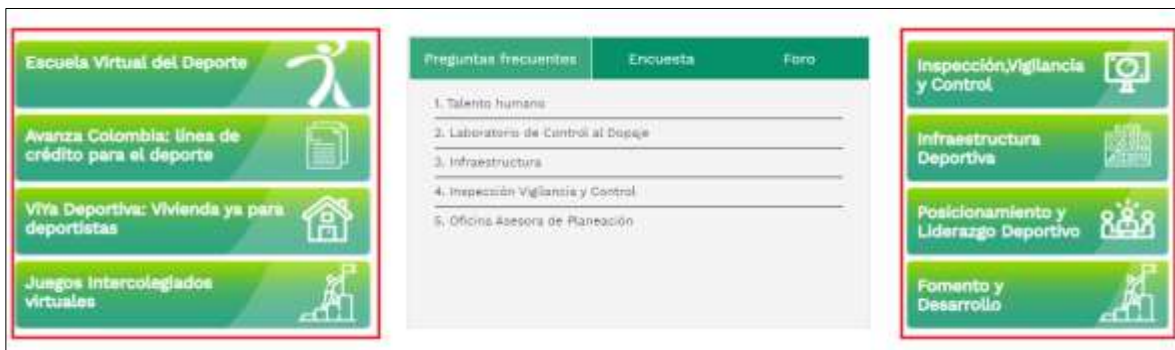 Escuela Virtual del Deporte
Avanza Colombia: línea de
crédito para el deporte
ViYa Deportiva: Vivienda ya para
deportistas
Juegos Intercolegiados
virtuales
Preguntas frecuentes
Encuesta
Foro
1. Talento humano
2. Laboratorio de Control al Dopaje
3. Infraestructura
4. Inspección Vigilancia y Control
5. Oficina Asesora de Planeación
Inspección,Vigilancia
y Control
Infraestructura
Deportiva
Posicionamiento y
Liderazgo Deportivo
Fomento y
Desarrollo